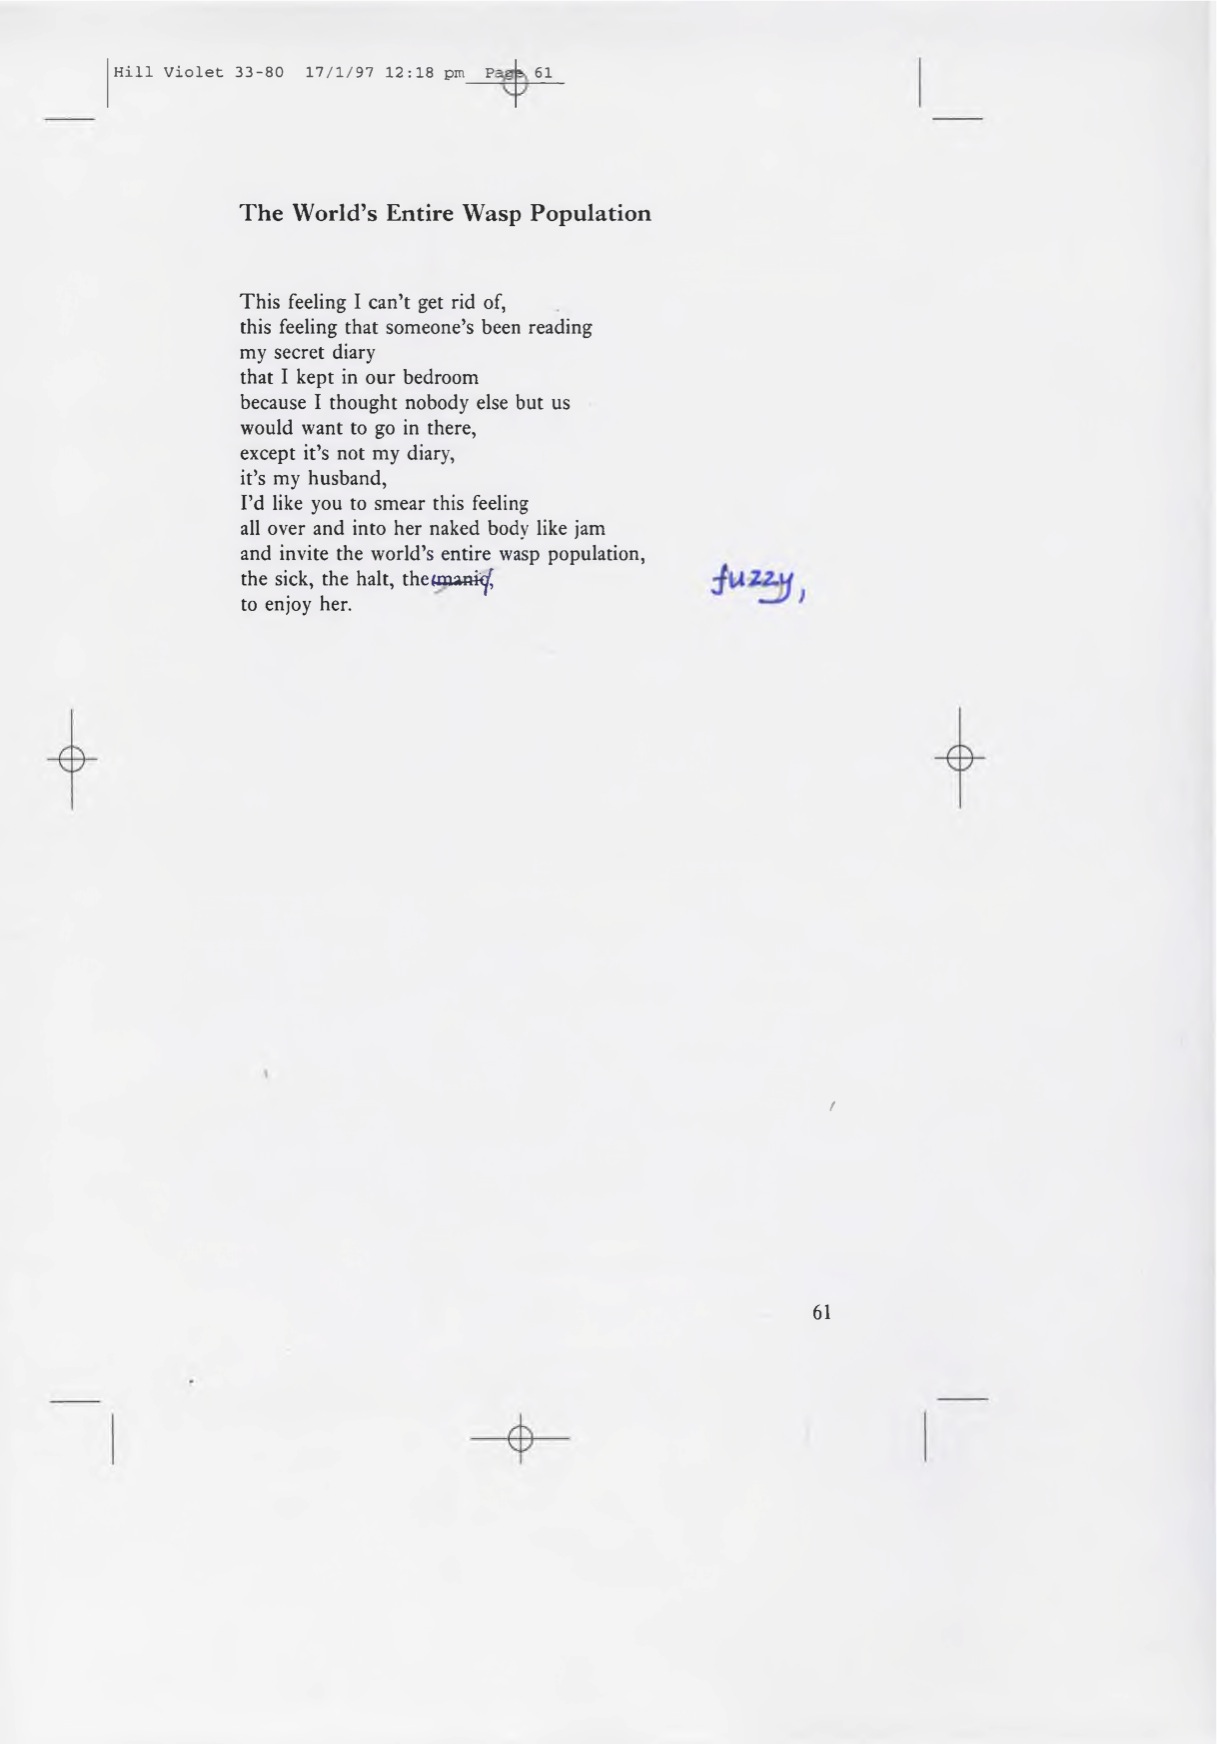 Hill Violet 33-80 17/1/97 12:18 pm Page 61
The World's Entire Wasp Population
This feeling I can't get rid of,
this feeling that someone's been reading
my secret diary
that I kept in our bedroom
because I thought nobody else but us
would want to go in there,
except it's not my diary,
it's my husband,
I'd like you to smear this feeling
all over and into her naked body like jam
and invite the world's entire wasp population,
the sick, the halt, the manic, fuzzy,
to enjoy her.
61